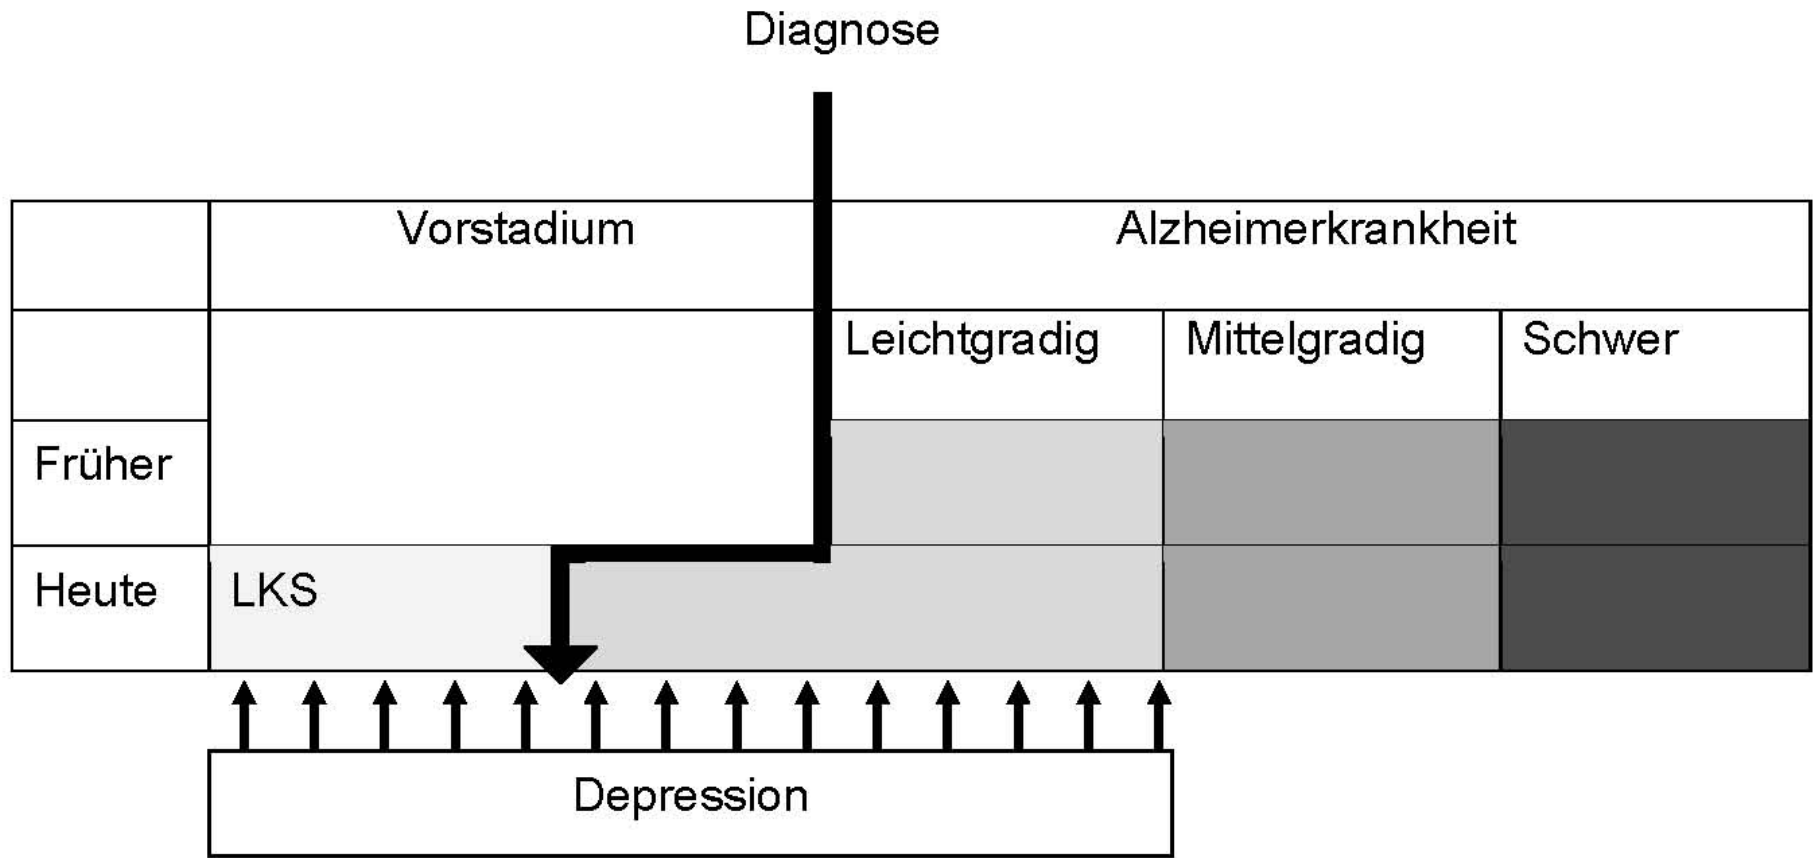 Diagnose
Vorstadium
Alzheimerkrankheit
Leichtgradig
Mittelgradig
Schwer
Früher
Heute
LKS
Depression